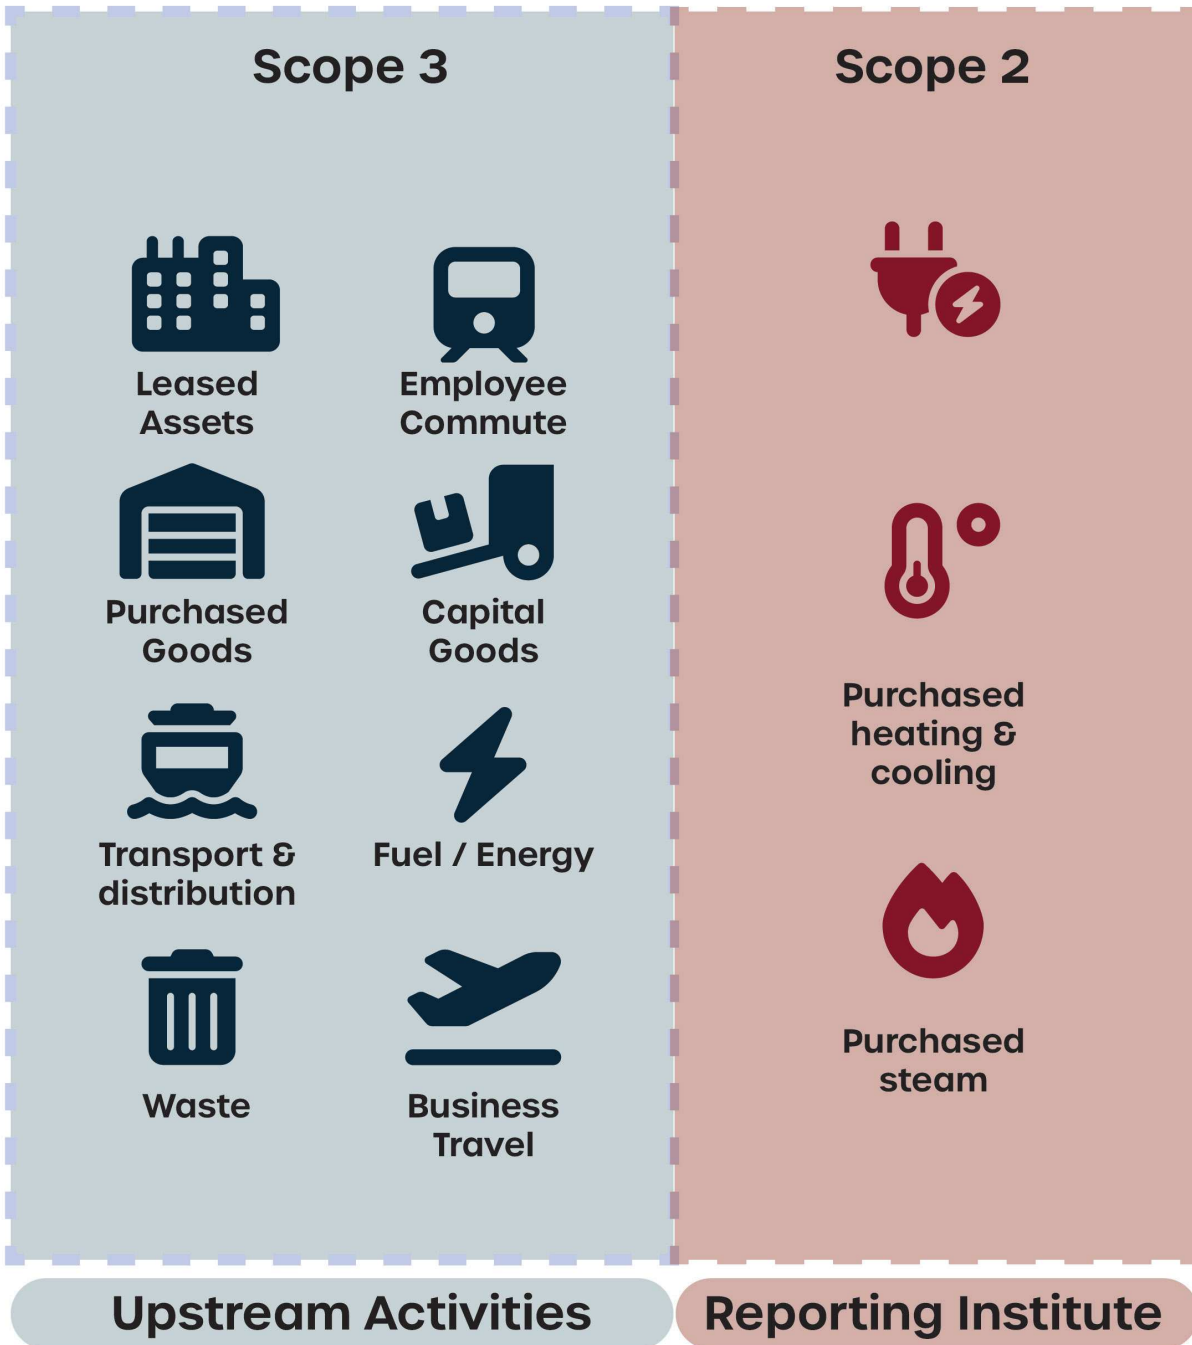 Scope 3
Leased
Assets
Employee
Commute
Purchased
Goods
Capital
Goods
Transport &
distribution
Fuel / Energy
Waste
Business
Travel
Upstream Activities
Scope 2
Purchased
heating &
cooling
Purchased
steam
Reporting Institute